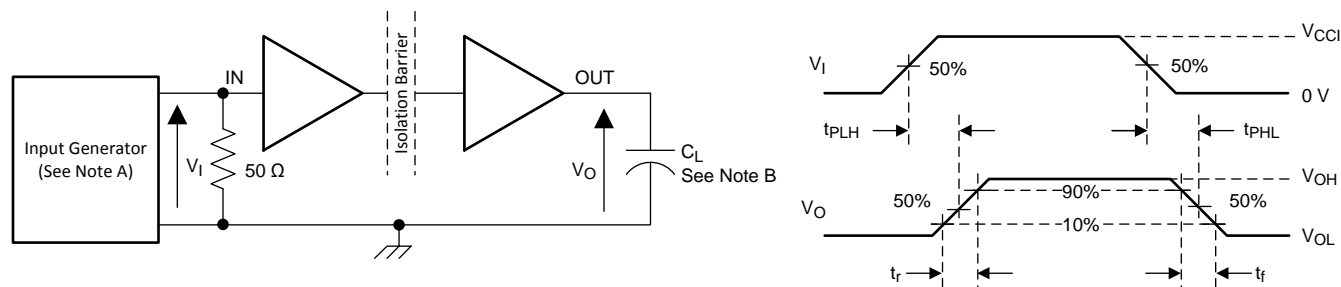 Input Generator
(See Note A)
V_I
IN
50 Ω
Isolation Barrier
OUT
V_O
C_L
See Note B
V_I
50%
50%
V_CCI
0 V
t_PLH
t_PHL
V_O
50%
90%
10%
50%
V_OH
V_OL
t_r
t_f